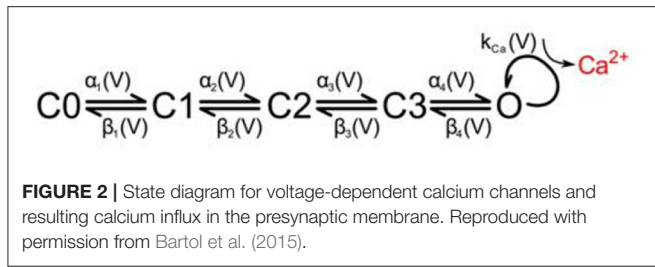 α₁(V) α₂(V) α₃(V) α₄(V) k_Ca(V)
C0 ⇌ C1 ⇌ C2 ⇌ C3 ⇌ O Ca²⁺
β₁(V) β₂(V) β₃(V) β₄(V)
FIGURE 2 | State diagram for voltage-dependent calcium channels and
resulting calcium influx in the presynaptic membrane. Reproduced with
permission from Bartol et al. (2015).